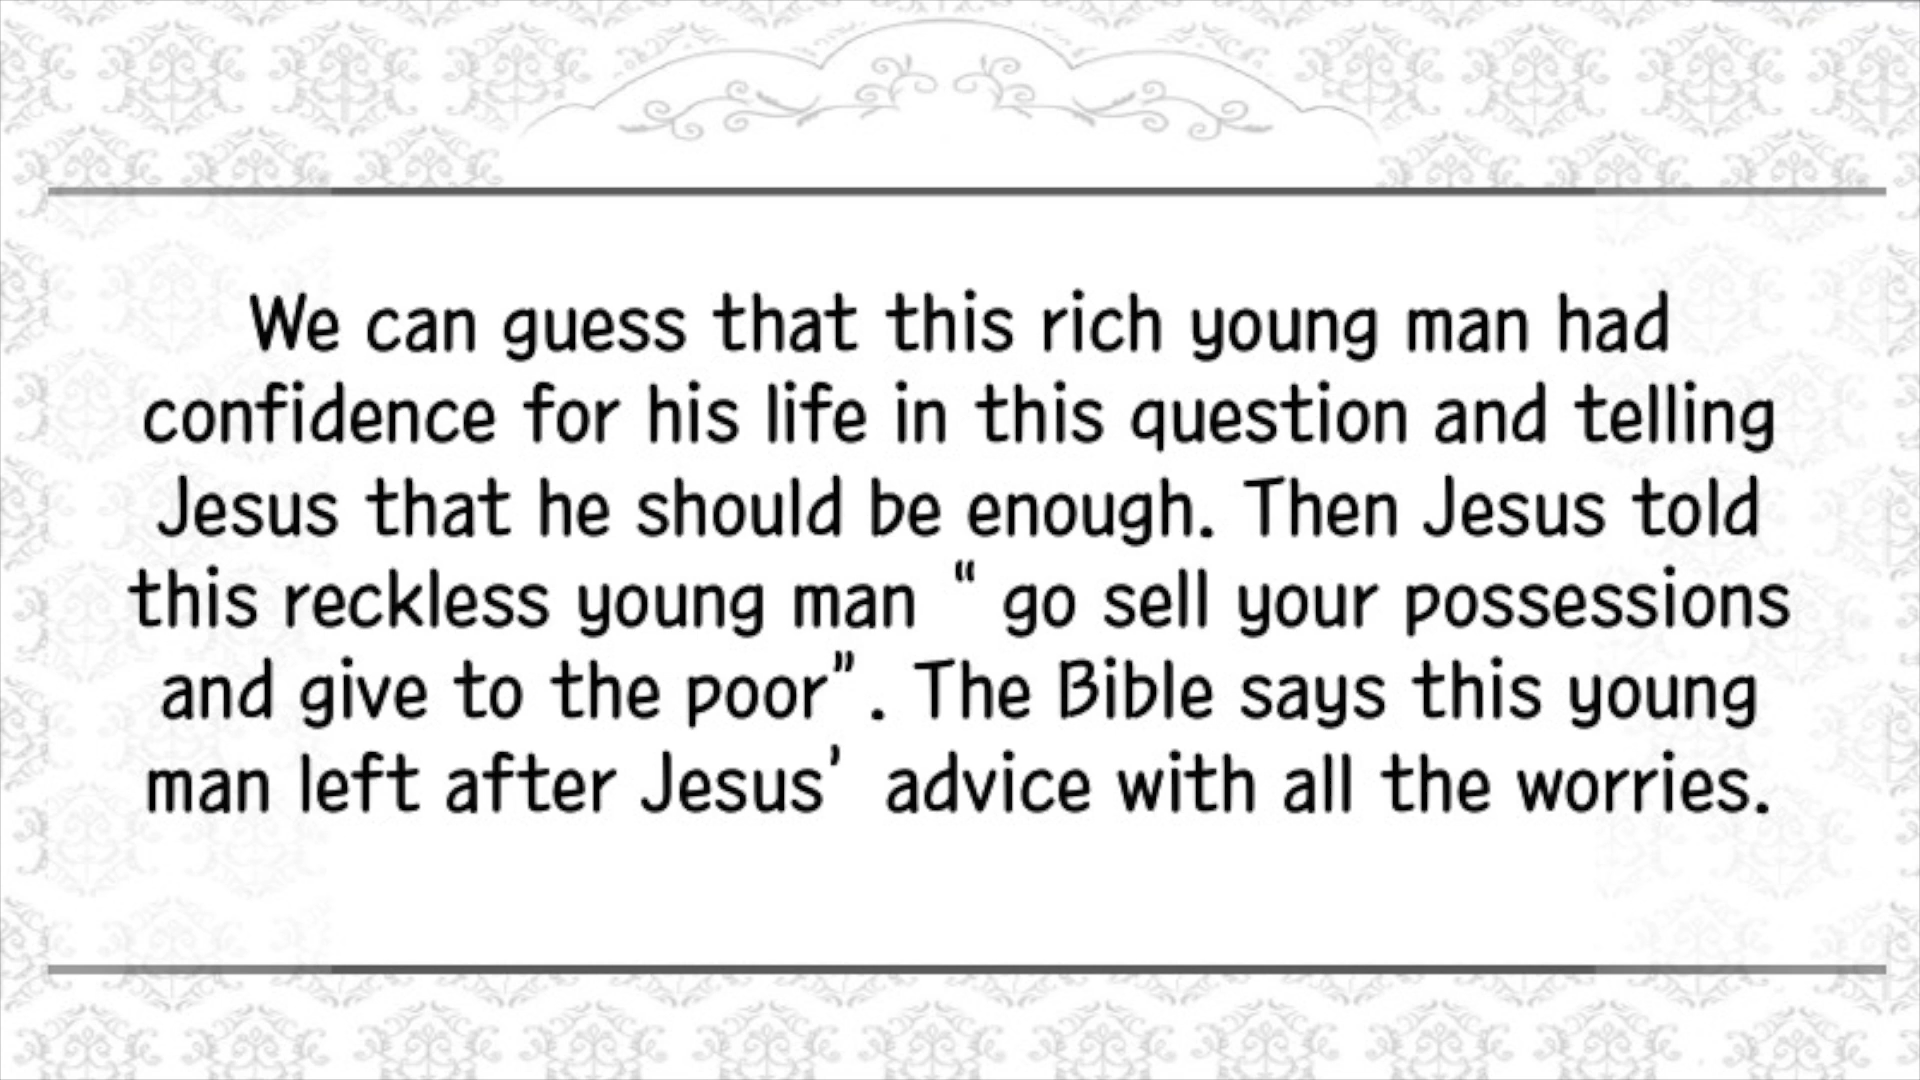 We can guess that this rich young man had
confidence for his life in this question and telling
Jesus that he should be enough. Then Jesus told
this reckless young man “ go sell your possessions
and give to the poor” . The Bible says this young
man left after Jesus’ advice with all the worries.